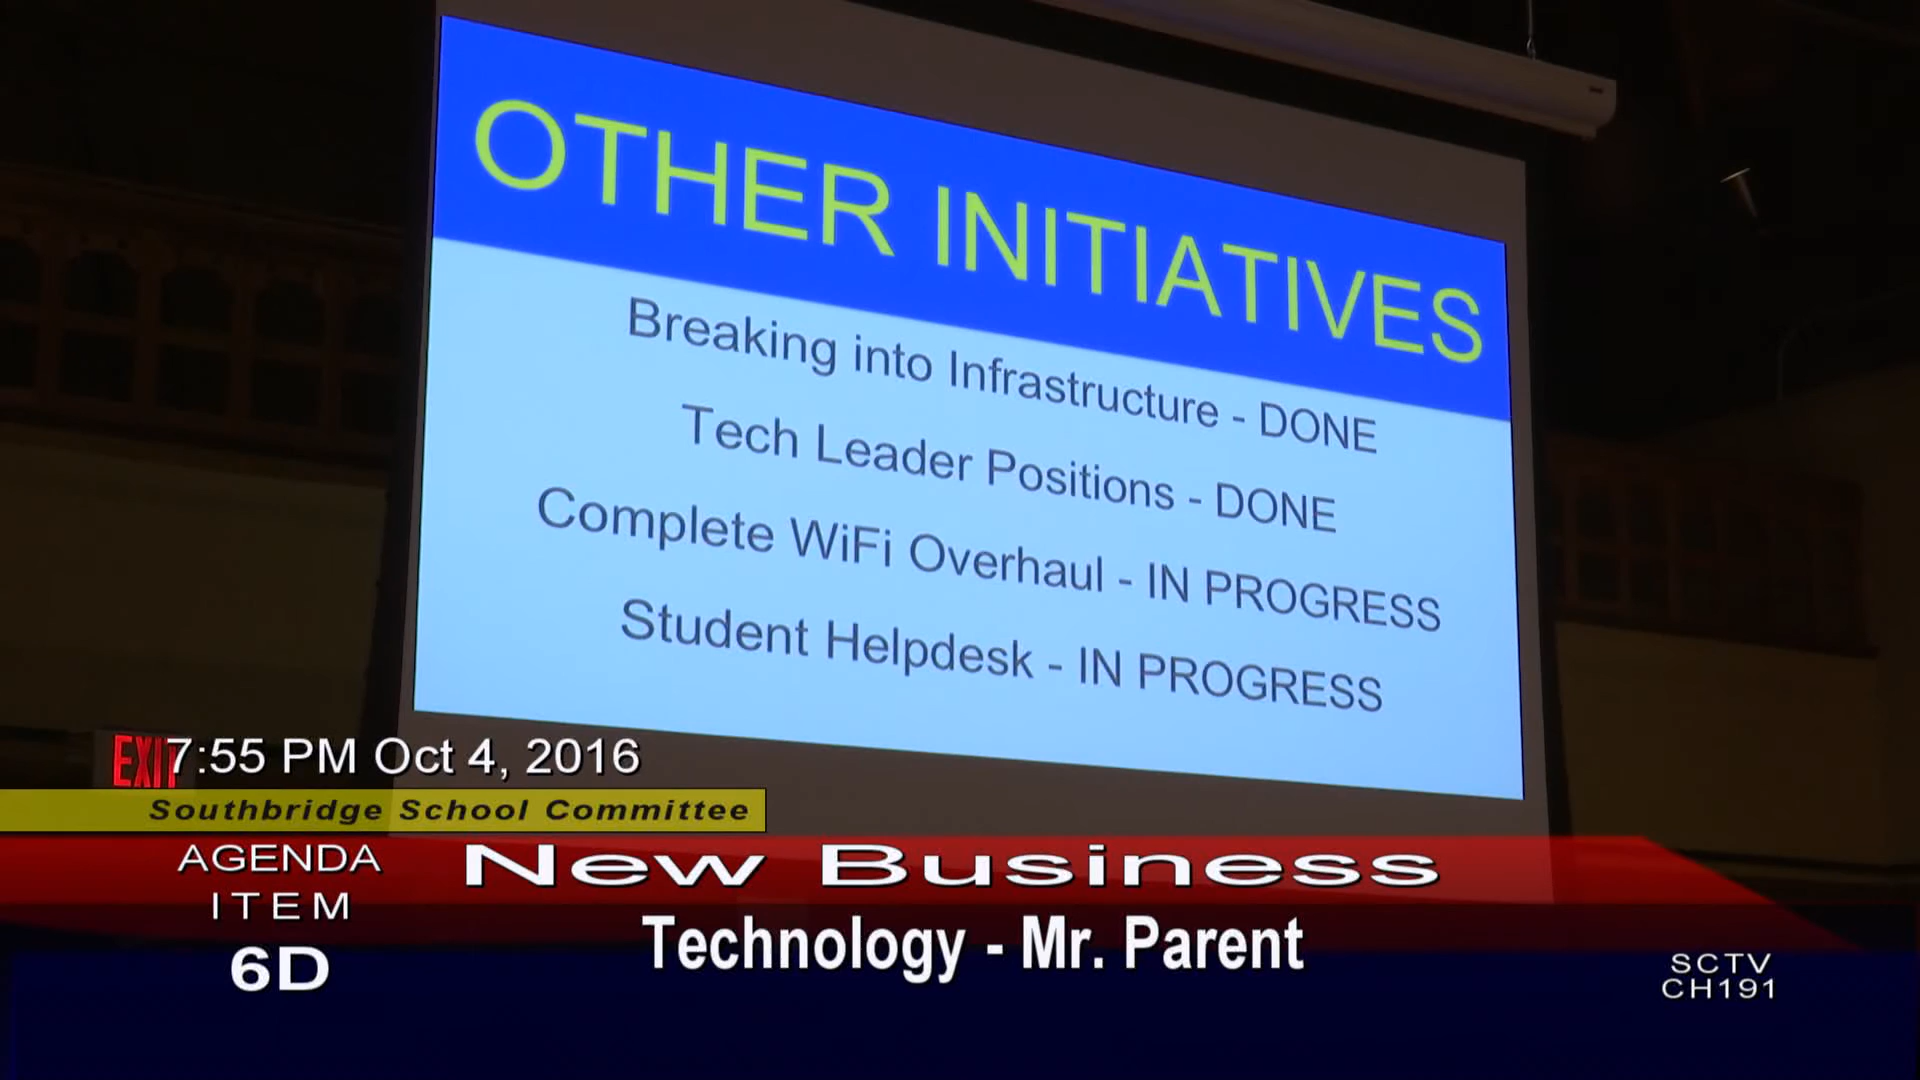 OTHER INITIATIVES
Breaking into Infrastructure - DONE
Tech Leader Positions - DONE
Complete WiFi Overhaul - IN PROGRESS
Student Helpdesk - IN PROGRESS
EXIT
7:55 PM Oct 4, 2016
Southbridge School Committee
AGENDA
ITEM
6D
New Business
Technology - Mr. Parent
SCTV
CH191